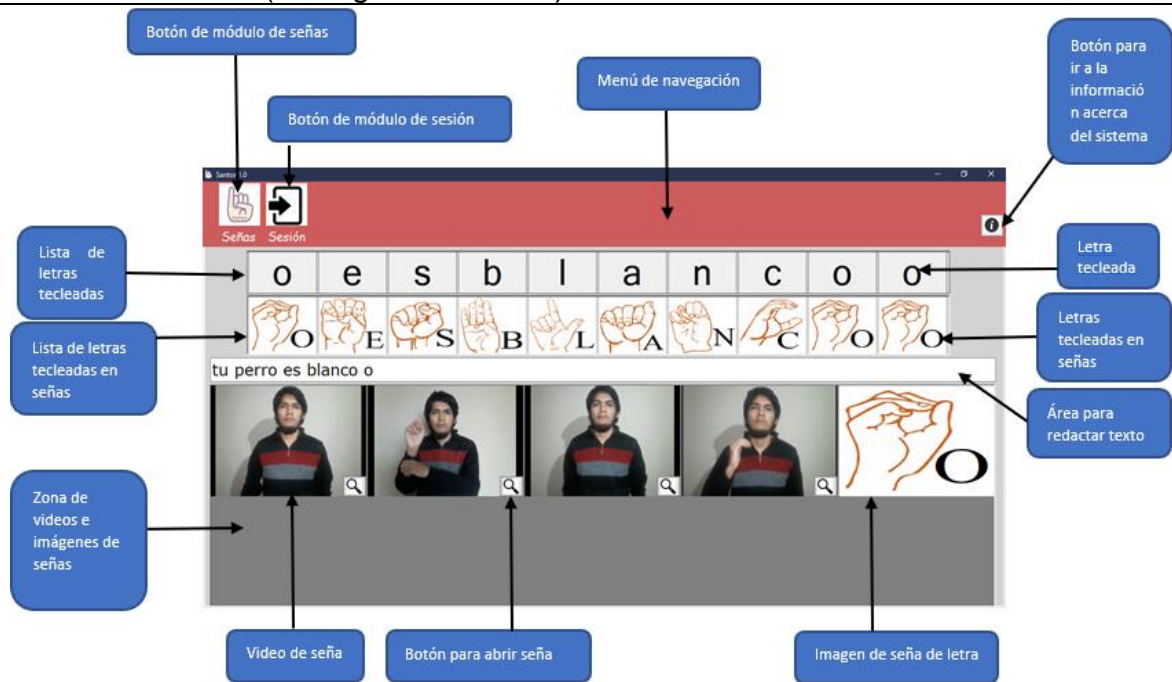 Botón de módulo de señas
Botón para
ir a la
informació
n acerca
del sistema
Menú de navegación
Botón de módulo de sesión
Señas Sesión
Lista de
letras
tecleadas
o e s b l a n c o o
Letra
tecleada
O E S B L A N C O O
Lista de letras
tecleadas en
señas
Letras
tecleadas en
señas
tu perro es blanco o
Área para
redactar texto
O
Zona de
videos e
imágenes de
señas
Video de seña
Botón para abrir seña
Imagen de seña de letra